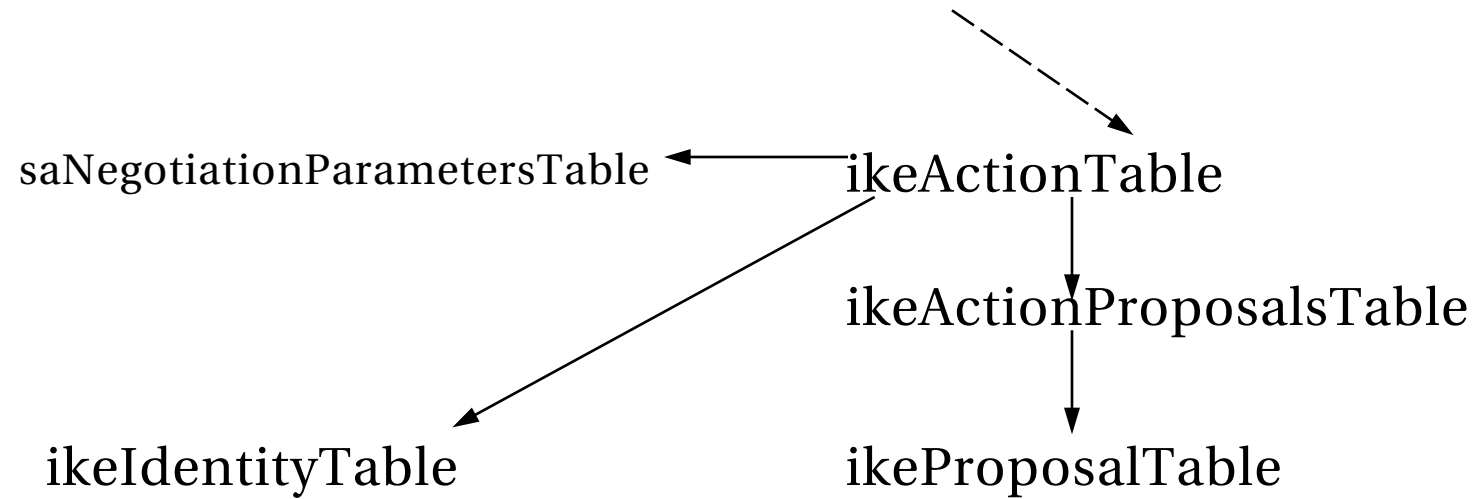 saNegotiationParametersTable
ikeActionTable
ikeActionProposalsTable
ikeIdentityTable
ikeProposalTable